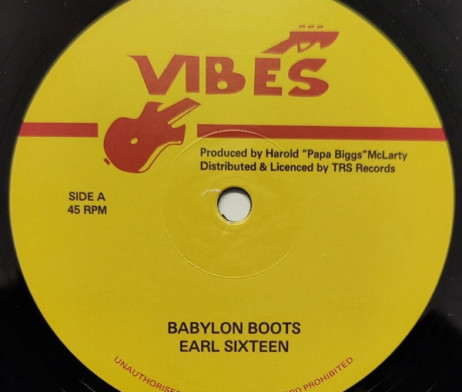 VIBES
Produced by Harold "Papa Biggs"McLarty
Distributed & Licenced by TRS Records
SIDE A
45 RPM
BABYLON BOOTS
EARL SIXTEEN
PROHIBITED